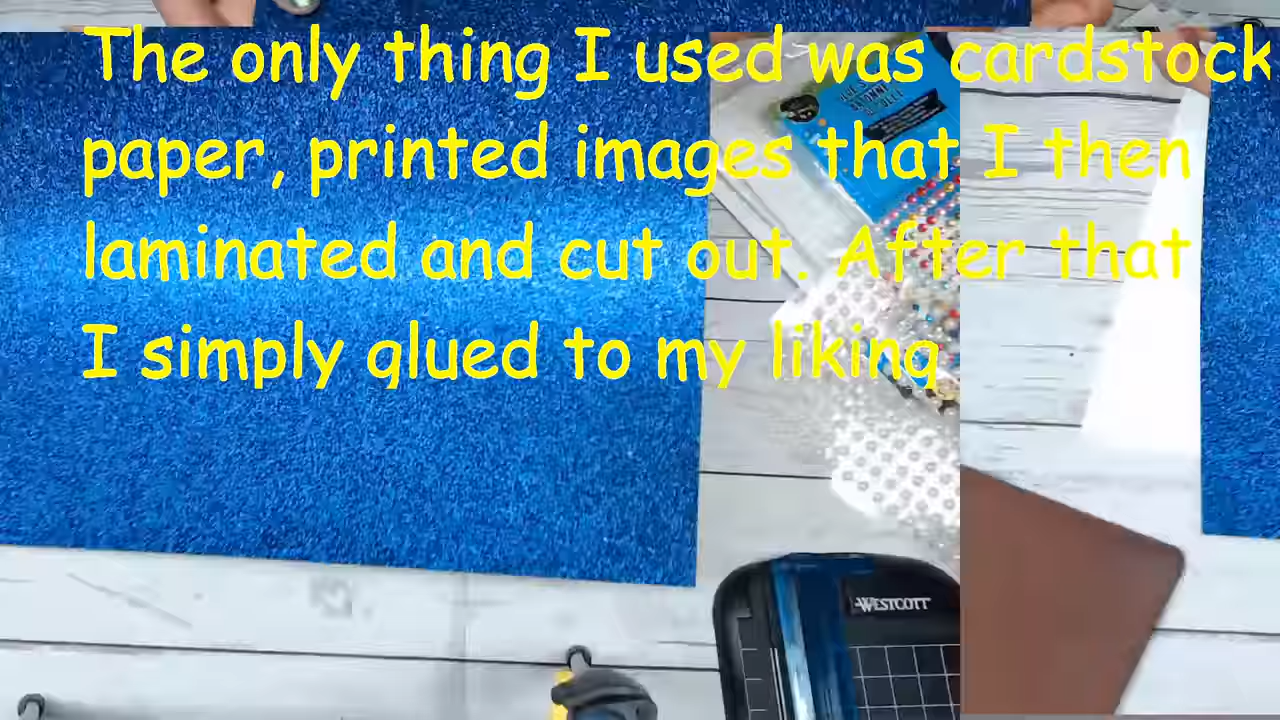 The only thing I used was cardstock
paper, printed images that I then
laminated and cut out. After that
I simply glued to my liking
WESTCOTT